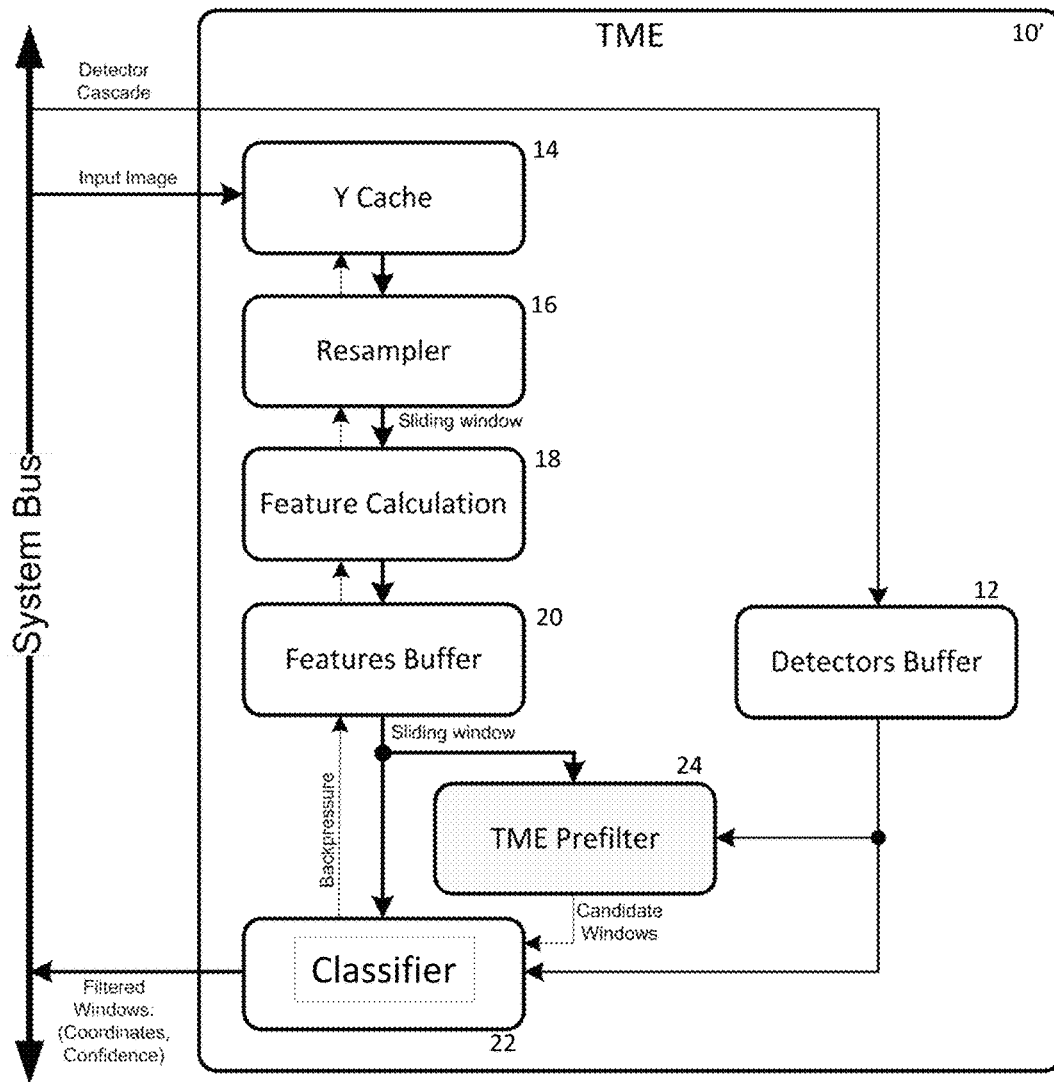 TME
10'
Detector
Cascade
14
Input Image
Y Cache
16
Resampler
Sliding window
18
Feature Calculation
20
Features Buffer
12
Detectors Buffer
System Bus
Sliding window
24
TME Prefilter
Backpressure
Candidate
Windows
Classifier
Filtered
Windows:
(Coordinates,
Confidence)
22